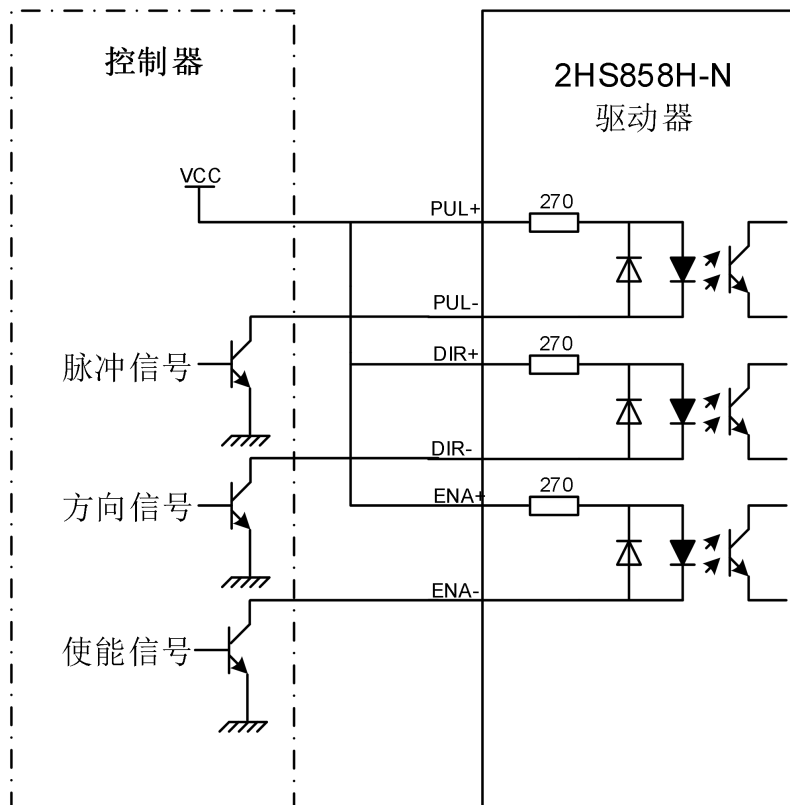 控制器
2HS858H-N
驱动器
VCC
PUL+
270
PUL-
脉冲信号
DIR+
270
DIR-
方向信号
ENA+
270
ENA-
使能信号